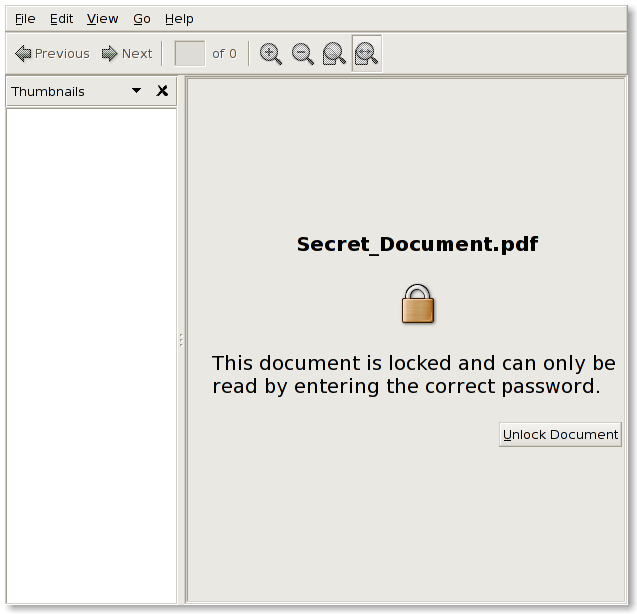 File Edit View Go Help
Previous Next of 0
Thumbnails
Secret_Document.pdf
This document is locked and can only be
read by entering the correct password.
Unlock Document